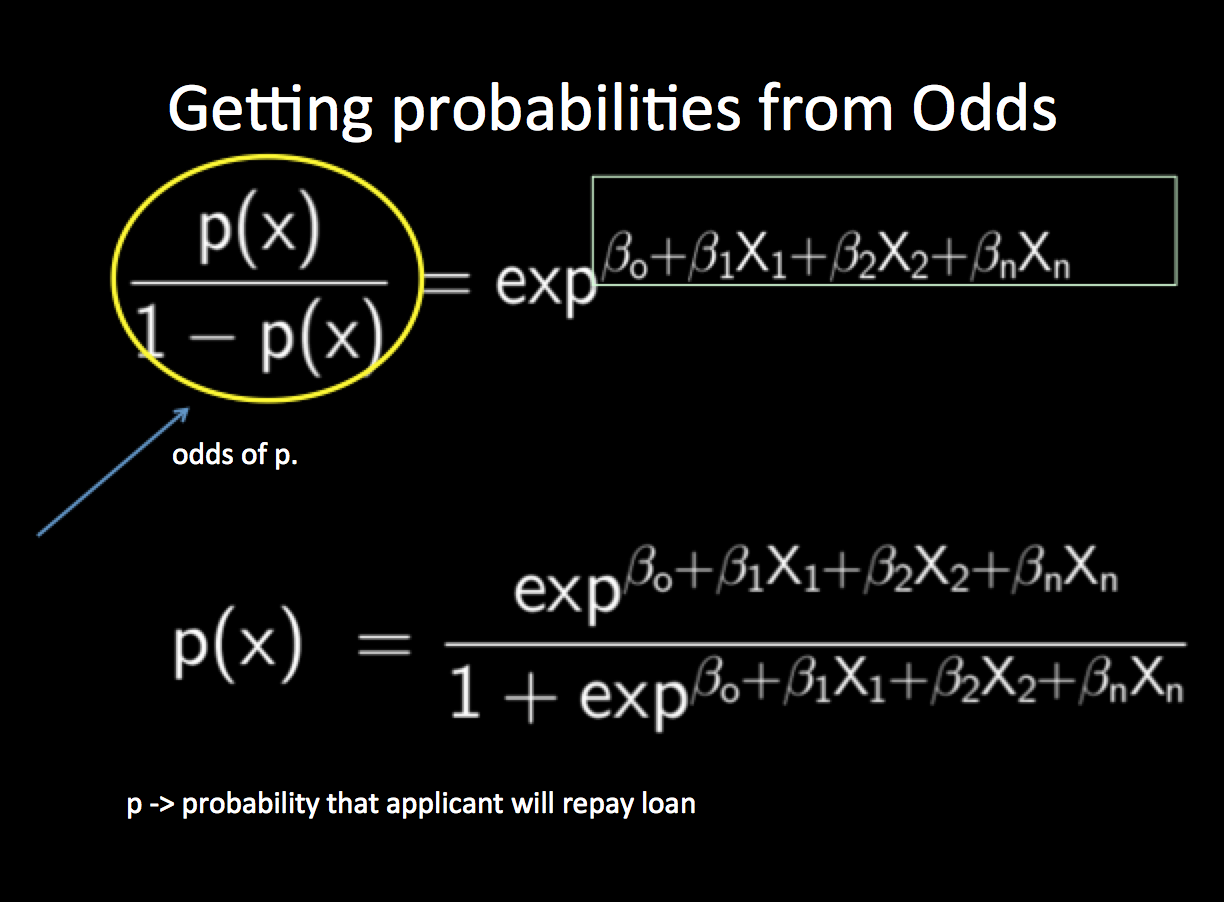 Getting probabilities from Odds
p(x) / 1 − p(x) = exp^β₀+β₁X₁+β₂X₂+βₙXₙ
odds of p.
p(x) = exp^β₀+β₁X₁+β₂X₂+βₙXₙ / 1 + exp^β₀+β₁X₁+β₂X₂+βₙXₙ
p -> probability that applicant will repay loan